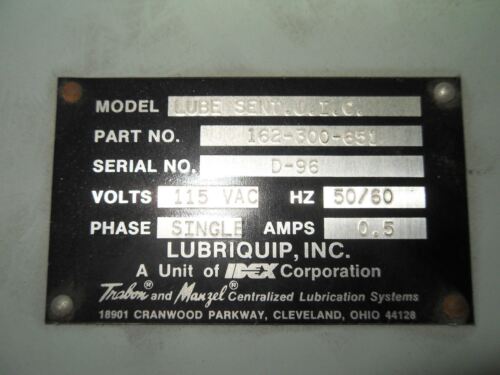 MODEL LUBE SENT.U.I.C.
PART NO. 162-300-651
SERIAL NO. D-96
VOLTS 115 VAC HZ 50/60
PHASE SINGLE AMPS 0.5
LUBRIQUIP, INC.
A Unit of IDEX Corporation
Trabon® and Manzel® Centralized Lubrication Systems
18901 CRANWOOD PARKWAY, CLEVELAND, OHIO 44128